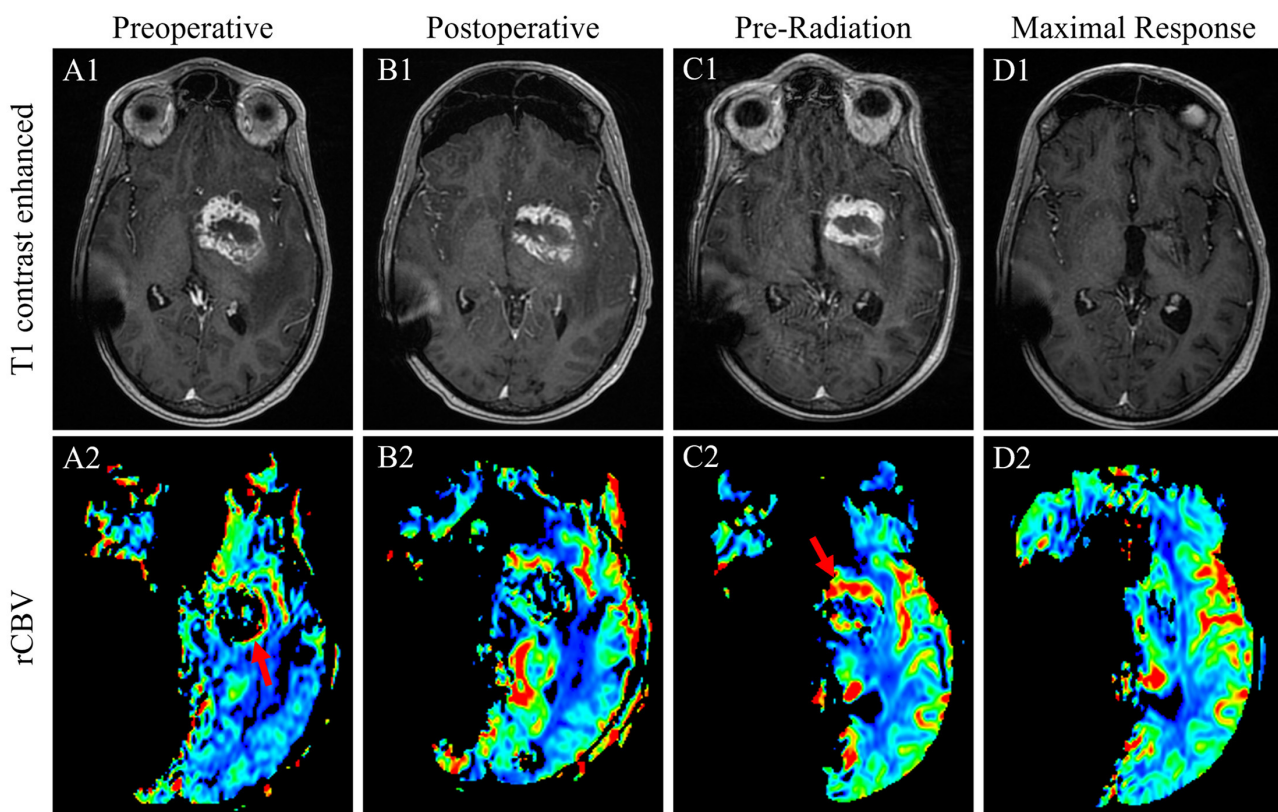 Preoperative
Postoperative
Pre-Radiation
Maximal Response
T1 contrast enhanced
A1
B1
C1
D1
rCBV
A2
B2
C2
D2